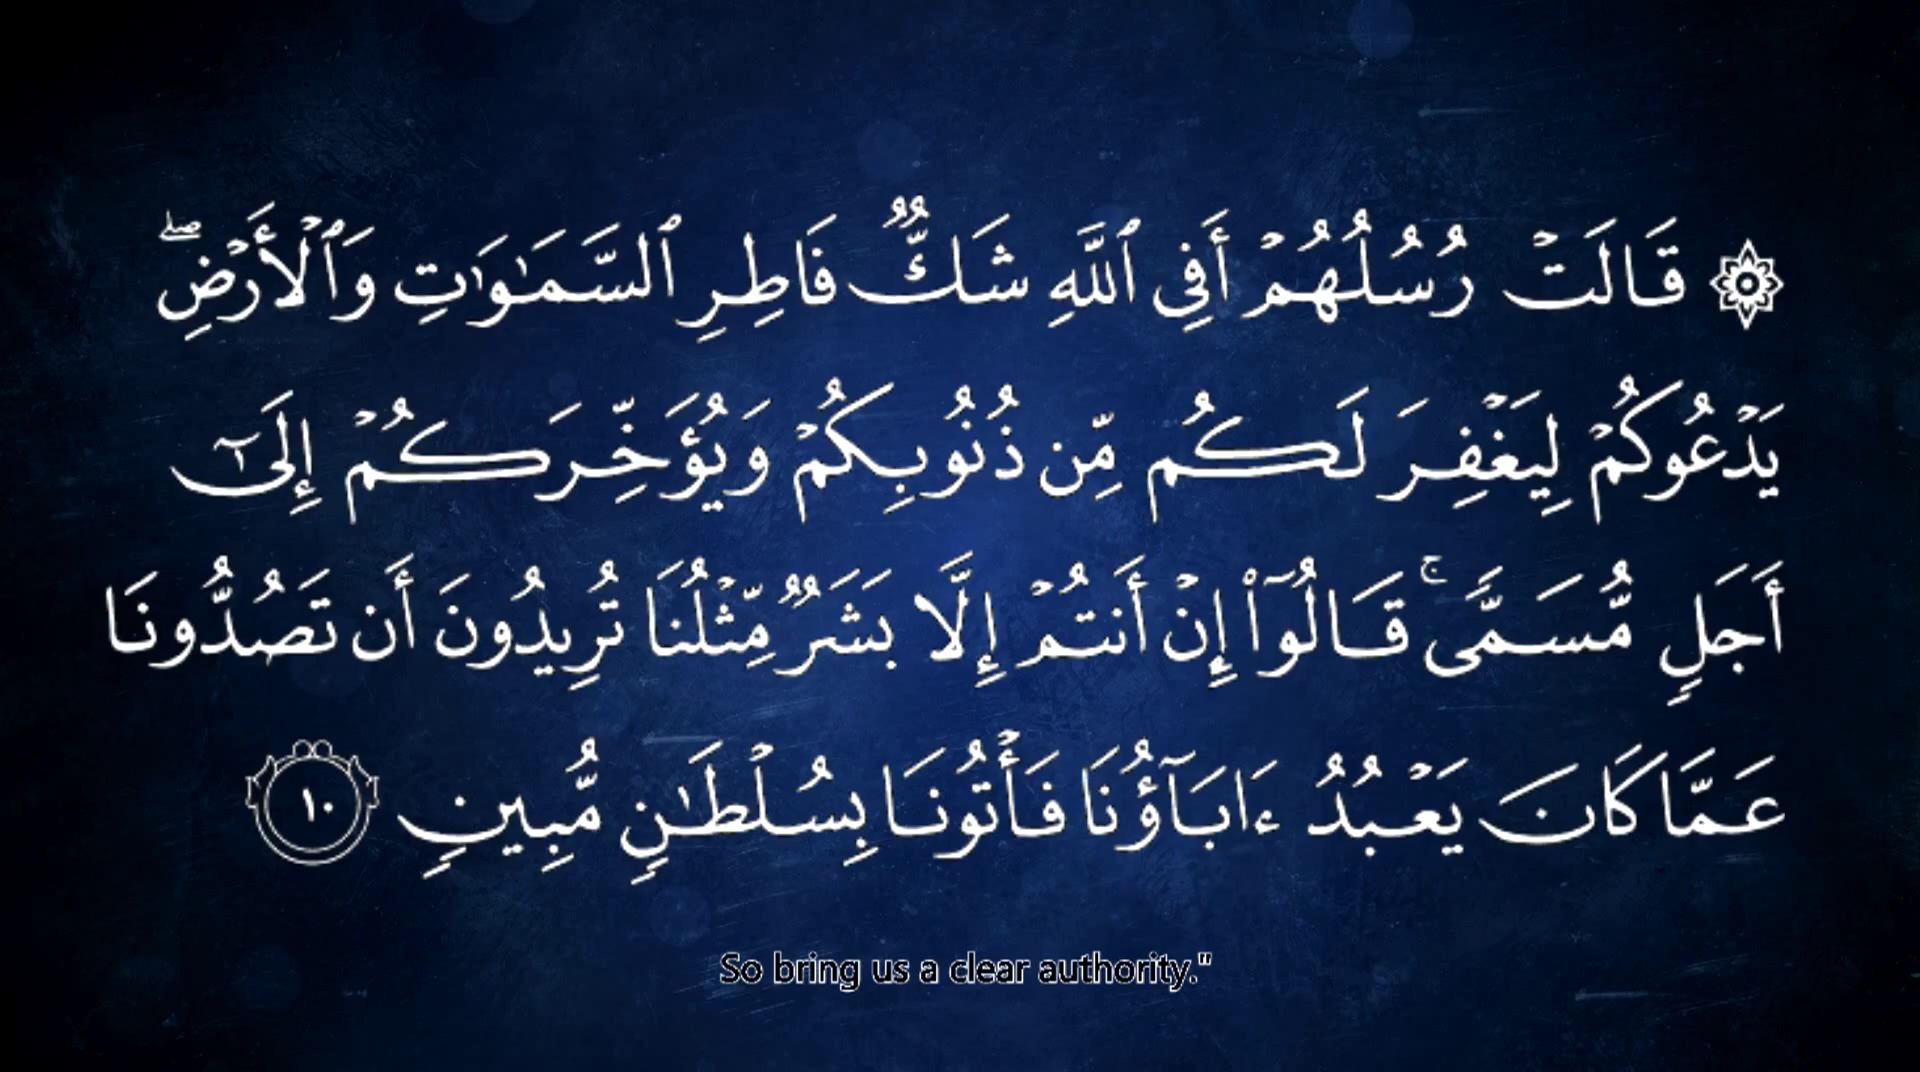 ۞ قَالَتْ رُسُلُهُمْ أَفِى ٱللَّهِ شَكٌّ فَاطِرِ ٱلسَّمَـٰوَٰتِ وَٱلْأَرْضِ ۖ
يَدْعُوكُمْ لِيَغْفِرَ لَكُم مِّن ذُنُوبِكُمْ وَيُؤَخِّرَكُمْ إِلَىٰٓ
أَجَلٍ مُّسَمًّى ۚ قَالُوٓا۟ إِنْ أَنتُمْ إِلَّا بَشَرٌ مِّثْلُنَا تُرِيدُونَ أَن تَصُدُّونَا
عَمَّا كَانَ يَعْبُدُ ءَابَآؤُنَا فَأْتُونَا بِسُلْطَـٰنٍ مُّبِينٍ ١٠
So bring us a clear authority."